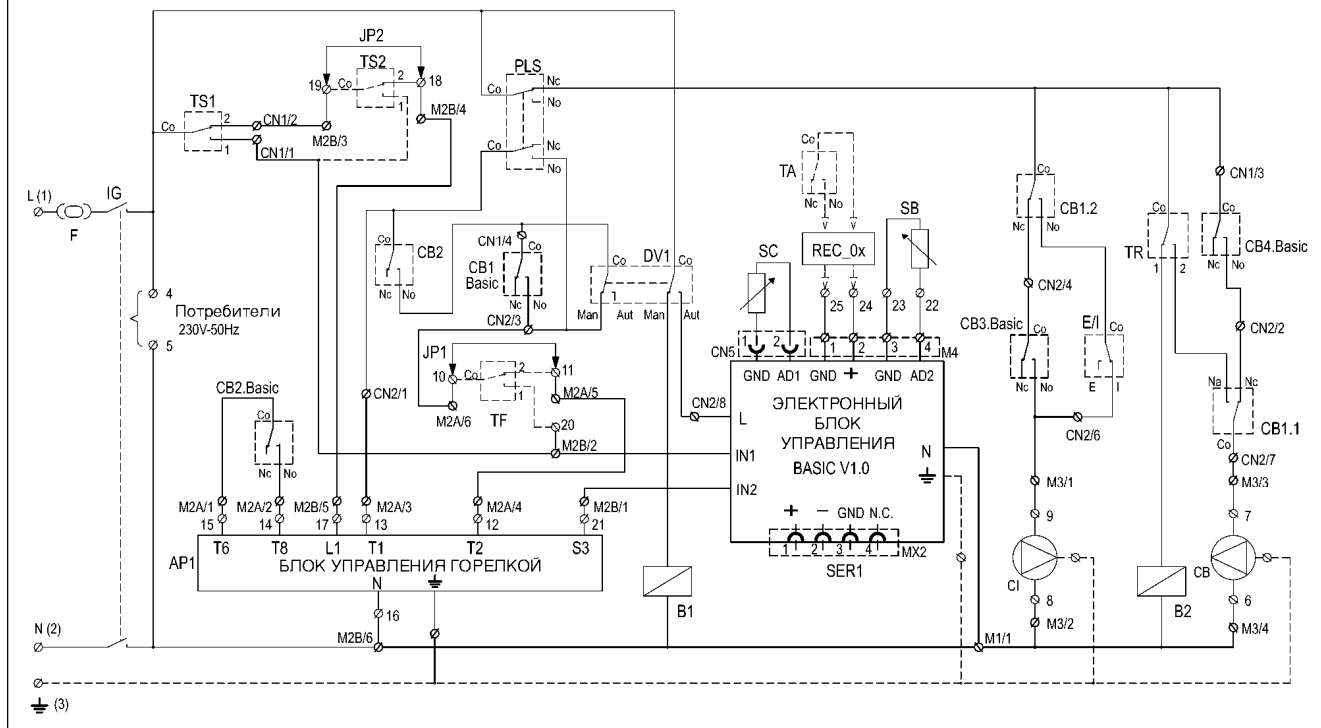 JP2
TS2
19
Co
2
18
1
M2B/4
TS1
Co
2
CN1/2
M2B/3
1
CN1/1
PLS
Co
Nc
No
Co
Nc
No
TA
Co
Nc
No
REC_0x
SB
SC
25
24
23
22
L (1)
F
IG
CB2
Co
Nc
No
CN1/4
Co
CB1
Basic
Nc
No
CN2/3
DV1
Co
Co
Man
Aut
Man
Aut
CB1.2
Co
Nc
No
CN2/4
CB3.Basic
Co
Nc
No
E/I
Co
E
I
CN2/6
TR
Co
1
2
CN1/3
Co
CB4.Basic
Nc
No
CN2/2
Na
Nc
CB1.1
Co
CN2/7
M3/3
4
Потребители
230V-50Hz
5
JP1
10
Co
2
11
1
M2A/5
M2A/6
TF
20
M2B/2
CN2/1
CN2/8
CN5
1
2
1
2
3
4
M4
GND
AD1
GND
+
GND
AD2
L
ЭЛЕКТРОННЫЙ
БЛОК
УПРАВЛЕНИЯ
BASIC V1.0
N
IN1
IN2
+
–
GND
N.C.
1
2
3
4
MX2
SER1
CB2.Basic
Co
Nc
No
M2A/1
M2A/2
M2B/5
M2A/3
M2A/4
M2B/1
15
14
17
13
12
21
T6
T8
L1
T1
T2
S3
AP1
БЛОК УПРАВЛЕНИЯ ГОРЕЛКОЙ
N
16
M2B/6
B1
M3/1
9
CI
8
M3/2
M1/1
B2
7
CB
6
M3/4
N (2)
(3)